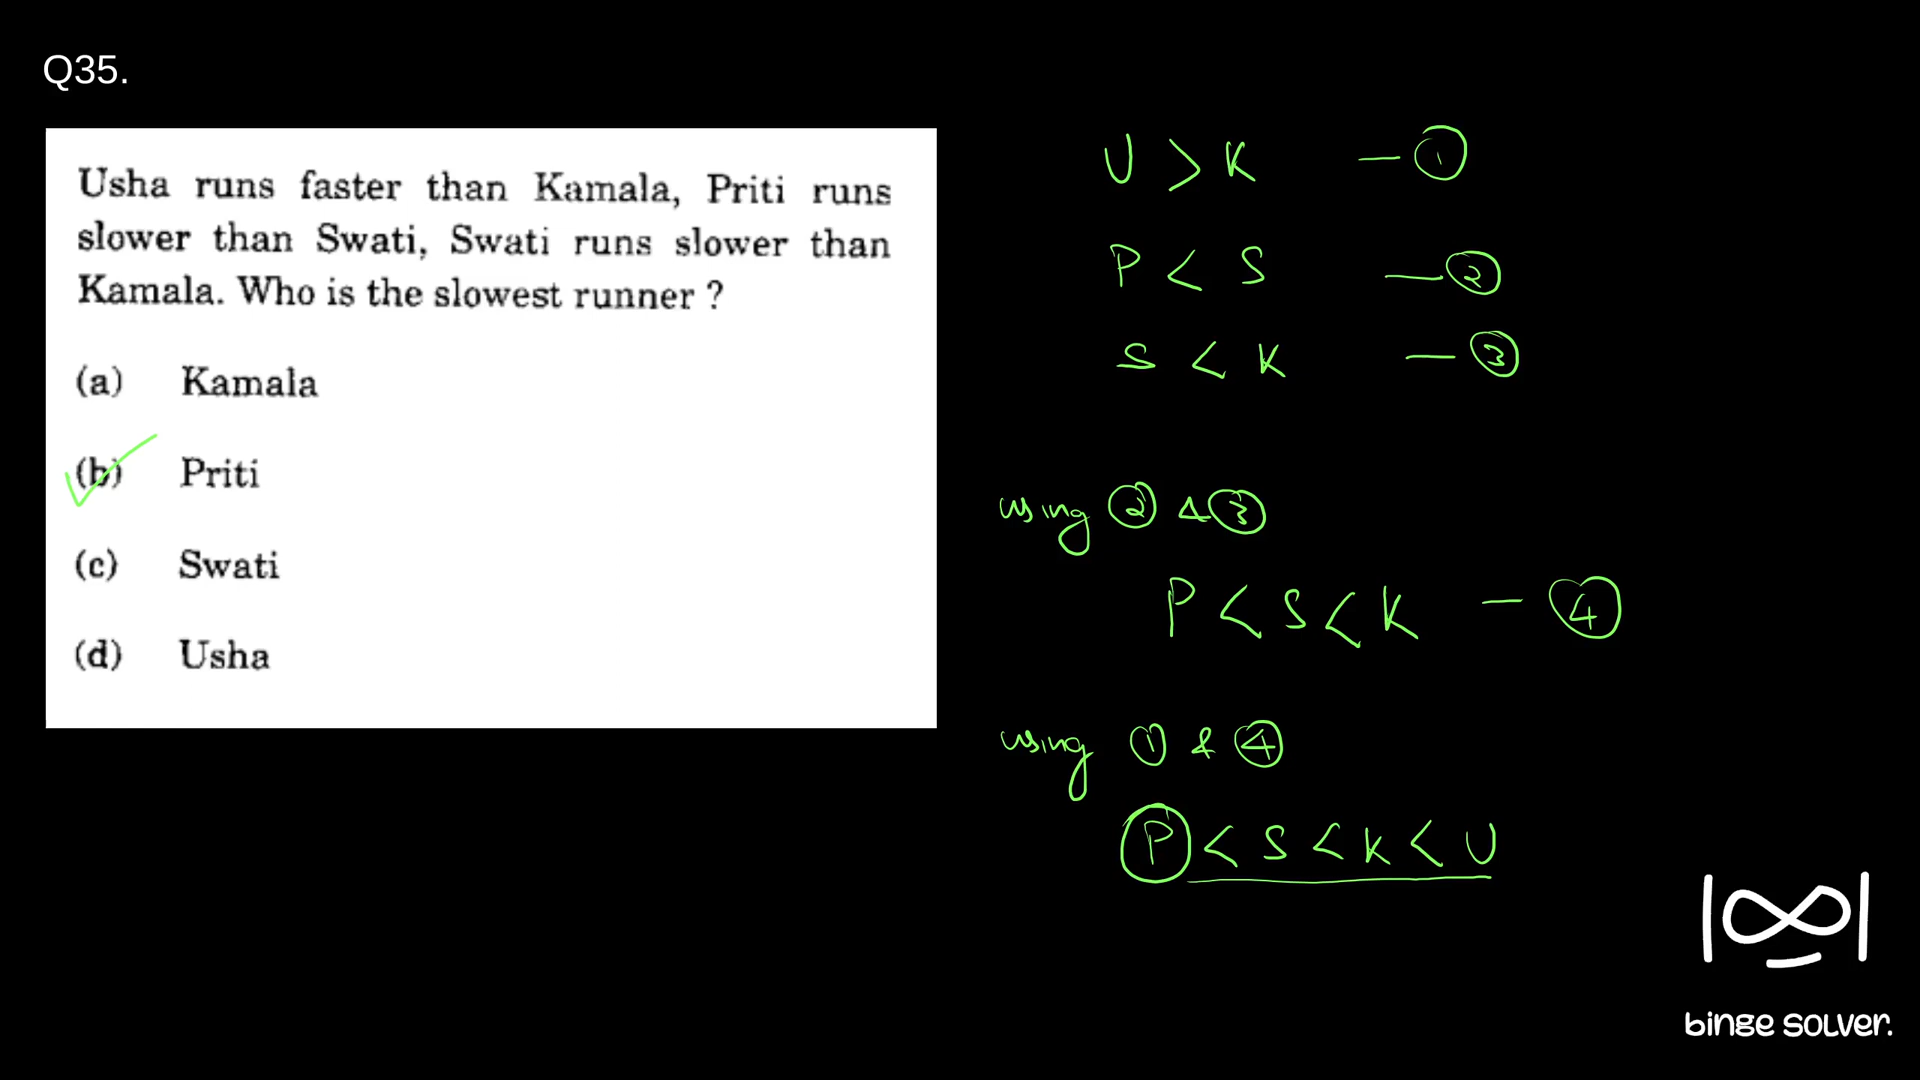 Q35.
Usha runs faster than Kamala, Priti runs
slower than Swati, Swati runs slower than
Kamala. Who is the slowest runner ?
(a) Kamala
(b) Priti
(c) Swati
(d) Usha
U > K — 1
P < S — 2
S < K — 3
using 2 & 3
P < S < K — 4
using 1 & 4
P < S < K < U
binge SOLVER.